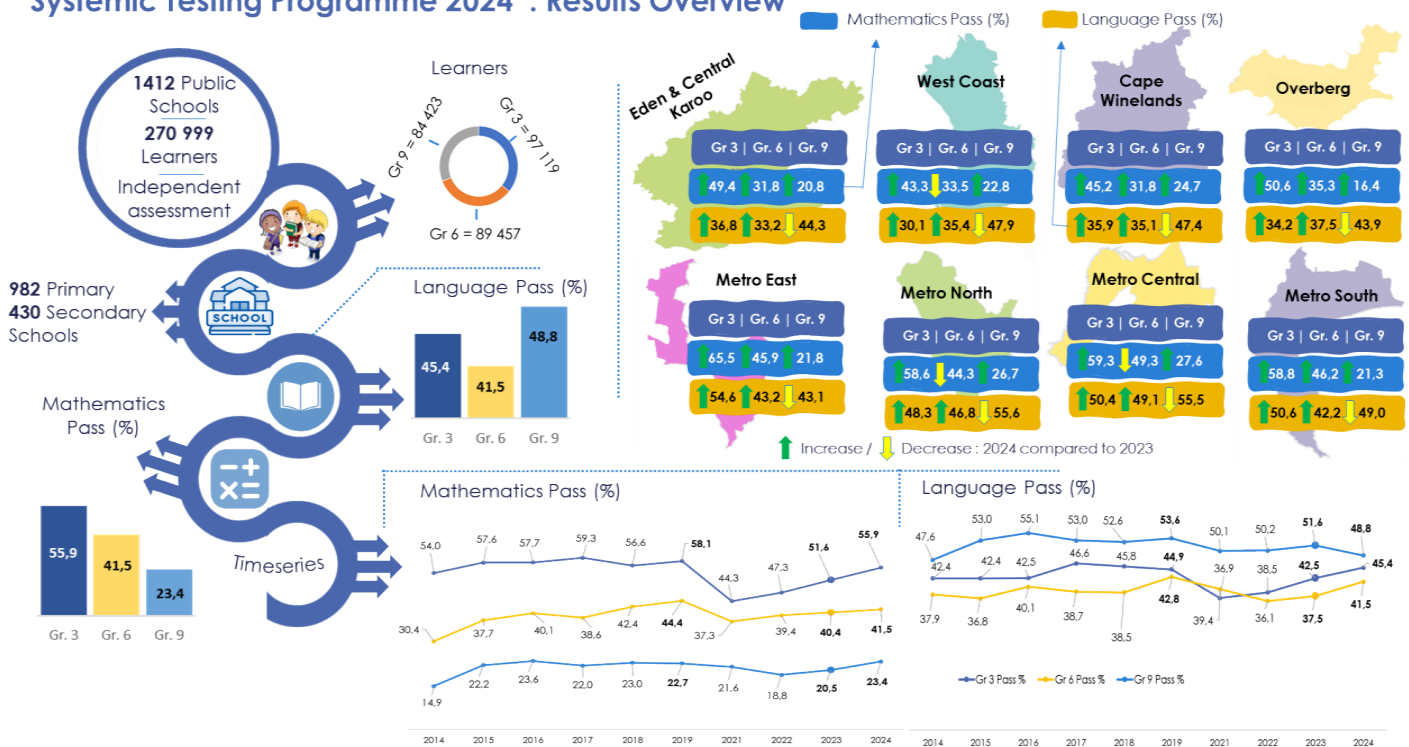 Systemic Testing Programme 2024 : Results Overview
Mathematics Pass (%)
Language Pass (%)
1412 Public
Schools
270 999
Learners
Independent
assessment
Learners
Gr 9 = 84 423
Gr 3 = 97 119
Gr 6 = 89 457
982 Primary
430 Secondary
Schools
SCHOOL
Language Pass (%)
45,4
41,5
48,8
Gr. 3
Gr. 6
Gr. 9
Mathematics
Pass (%)
55,9
41,5
23,4
Gr. 3
Gr. 6
Gr. 9
Timeseries
Eden & Central
Karoo
Gr 3 | Gr. 6 | Gr. 9
49,4 31,8 20,8
36,8 33,2 44,3
West Coast
Gr 3 | Gr. 6 | Gr. 9
43,3 33,5 22,8
30,1 35,4 47,9
Cape
Winelands
Gr 3 | Gr. 6 | Gr. 9
45,2 31,8 24,7
35,9 35,1 47,4
Overberg
Gr 3 | Gr. 6 | Gr. 9
50,6 35,3 16,4
34,2 37,5 43,9
Metro East
Gr 3 | Gr. 6 | Gr. 9
65,5 45,9 21,8
54,6 43,2 43,1
Metro North
Gr 3 | Gr. 6 | Gr. 9
58,6 44,3 26,7
48,3 46,8 55,6
Metro Central
Gr 3 | Gr. 6 | Gr. 9
59,3 49,3 27,6
50,4 49,1 55,5
Metro South
Gr 3 | Gr. 6 | Gr. 9
58,8 46,2 21,3
50,6 42,2 49,0
Increase / Decrease : 2024 compared to 2023
Mathematics Pass (%)
54,0 57,6 57,7 59,3 56,6 58,1 44,3 47,3 51,6 55,9
30,4 37,7 40,1 38,6 42,4 44,4 37,3 39,4 40,4 41,5
14,9 22,2 23,6 22,0 23,0 22,7 21,6 18,8 20,5 23,4
2014 2015 2016 2017 2018 2019 2021 2022 2023 2024
Language Pass (%)
47,6 53,0 55,1 53,0 52,6 53,6 50,1 50,2 51,6 48,8
42,4 42,4 42,5 46,6 45,8 44,9 36,9 38,5 42,5 45,4
37,9 36,8 40,1 38,7 38,5 42,8 39,4 36,1 37,5 41,5
Gr 3 Pass % Gr 6 Pass % Gr 9 Pass %
2014 2015 2016 2017 2018 2019 2021 2022 2023 2024